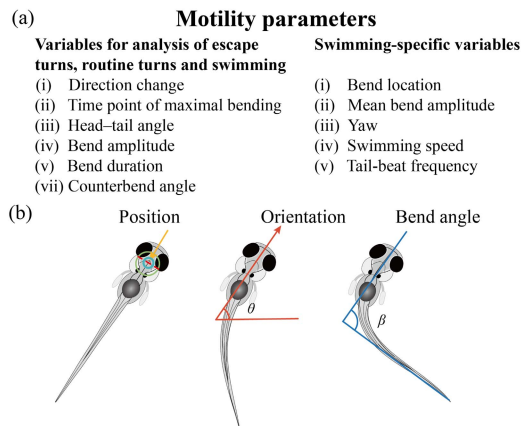 (a)
Motility parameters
Variables for analysis of escape
turns, routine turns and swimming
(i) Direction change
(ii) Time point of maximal bending
(iii) Head–tail angle
(iv) Bend amplitude
(v) Bend duration
(vii) Counterbend angle
Swimming-specific variables
(i) Bend location
(ii) Mean bend amplitude
(iii) Yaw
(iv) Swimming speed
(v) Tail-beat frequency
(b)
Position
Orientation
Bend angle
θ
β